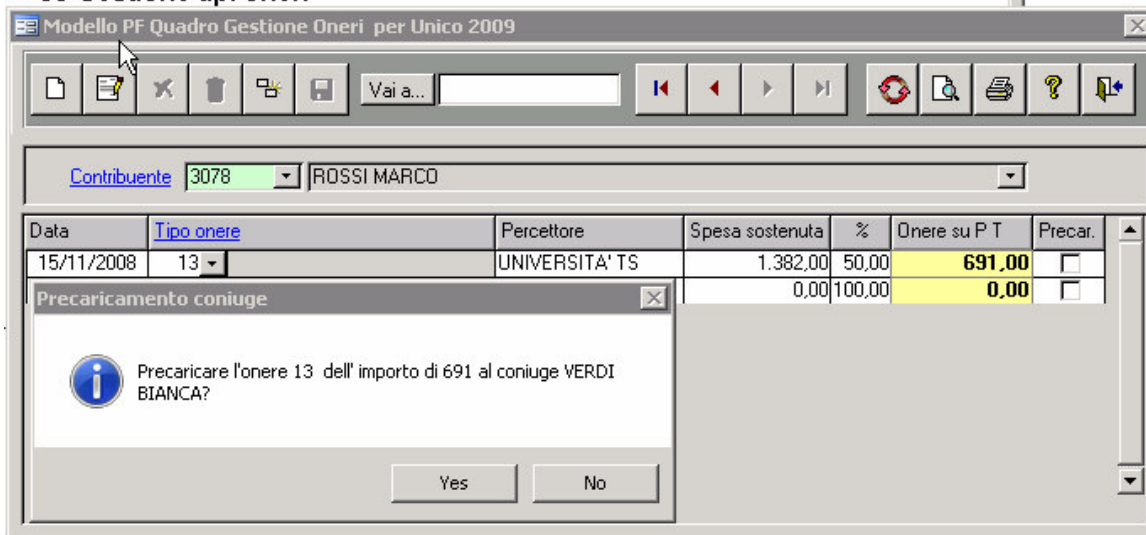 Modello PF Quadro Gestione Oneri per Unico 2009
Vai a...
Contribuente 3078 ROSSI MARCO
Data Tipo onere Percettore Spesa sostenuta % Onere su P T Precar.
15/11/2008 13 UNIVERSITA' TS 1.382,00 50,00 691,00
0,00 100,00 0,00
Precaricamento coniuge
Precaricare l'onere 13 dell' importo di 691 al coniuge VERDI
BIANCA?
Yes No